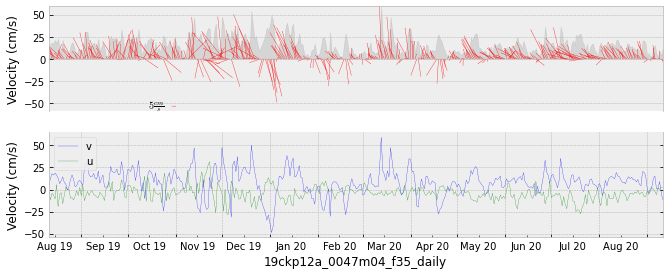 Velocity (cm/s)
50
25
0
−25
−50
5 cm/s
Velocity (cm/s)
50
25
0
−25
−50
v
u
Aug 19 Sep 19 Oct 19 Nov 19 Dec 19 Jan 20 Feb 20 Mar 20 Apr 20 May 20 Jun 20 Jul 20 Aug 20
19ckp12a_0047m04_f35_daily